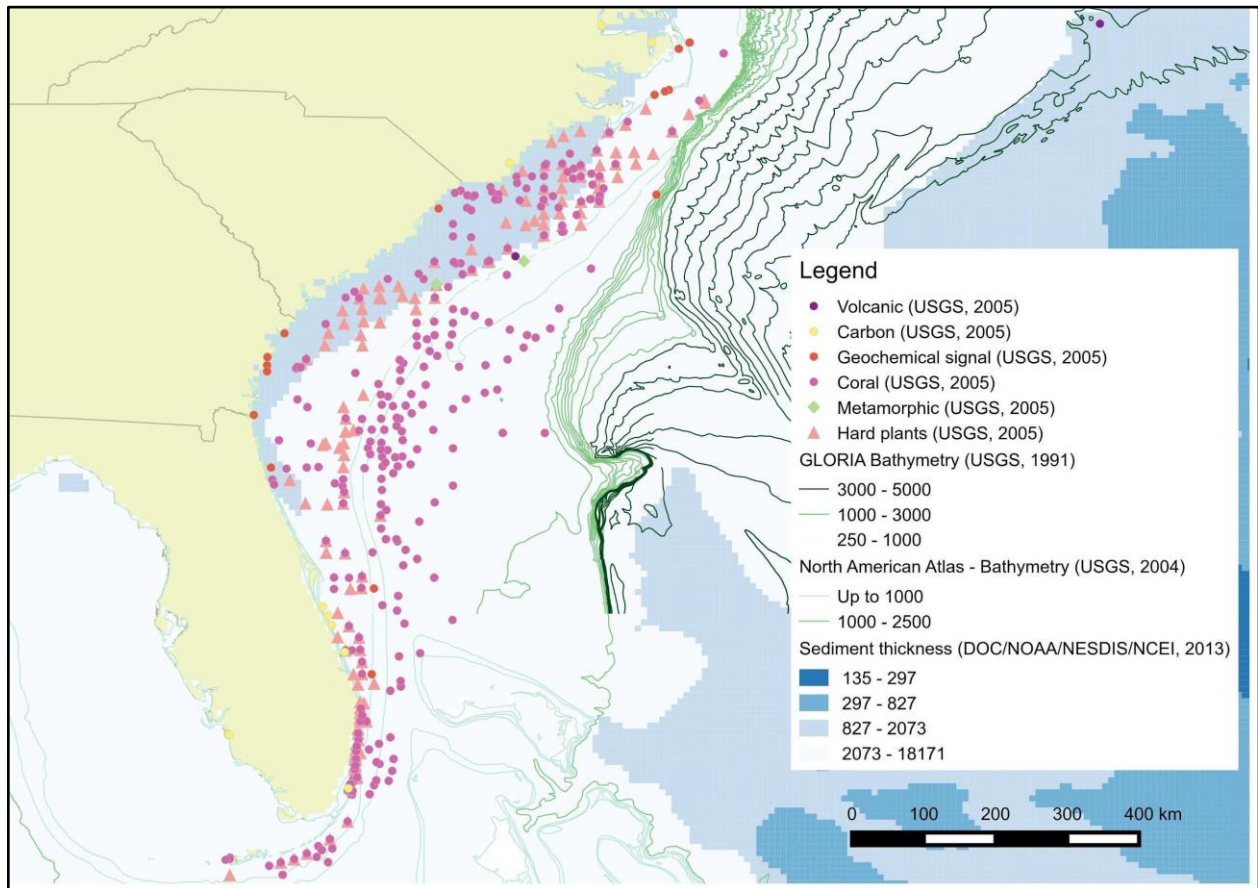 Legend
Volcanic (USGS, 2005)
Carbon (USGS, 2005)
Geochemical signal (USGS, 2005)
Coral (USGS, 2005)
Metamorphic (USGS, 2005)
Hard plants (USGS, 2005)
GLORIA Bathymetry (USGS, 1991)
3000 - 5000
1000 - 3000
250 - 1000
North American Atlas - Bathymetry (USGS, 2004)
Up to 1000
1000 - 2500
Sediment thickness (DOC/NOAA/NESDIS/NCEI, 2013)
135 - 297
297 - 827
827 - 2073
2073 - 18171
0 100 200 300 400 km